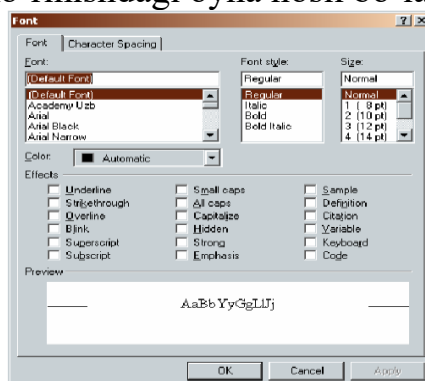 Font
Font Character Spacing
Font: Font style: Size:
(Default Font) Regular Normal
(Default Font) Regular Normal
Academy Uzb Italic 1 ( 8 pt)
Arial Bold 2 (10 pt)
Arial Black Bold Italic 3 (12 pt)
Arial Narrow 4 (14 pt)
Color: Automatic
Effects
Underline Small caps Sample
Strikethrough All caps Definition
Overline Capitalize Citation
Blink Hidden Variable
Superscript Strong Keyboard
Subscript Emphasis Code
Preview
AaBbYyGgLlJj
OK Cancel Apply